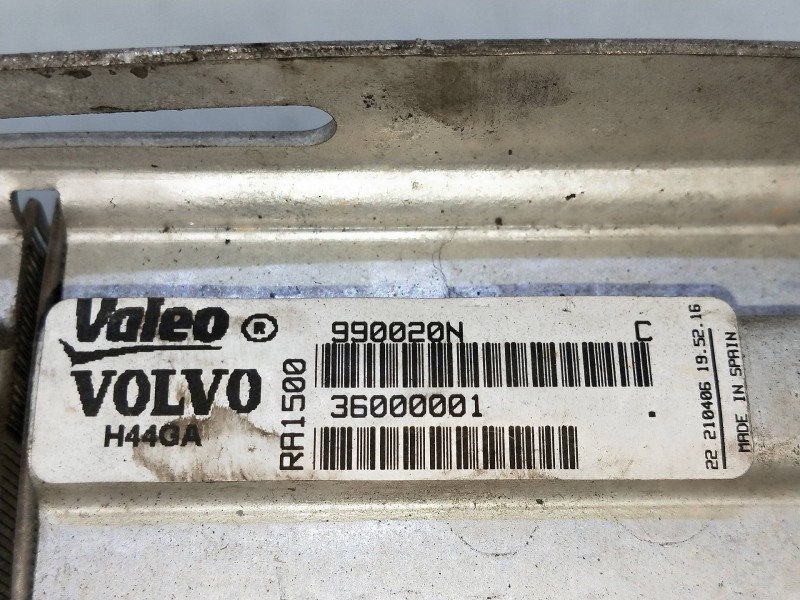 Valeo ®
VOLVO
H44GA
RA1500
990020N C
36000001 .
22 210406 19.52.16
MADE IN SPAIN